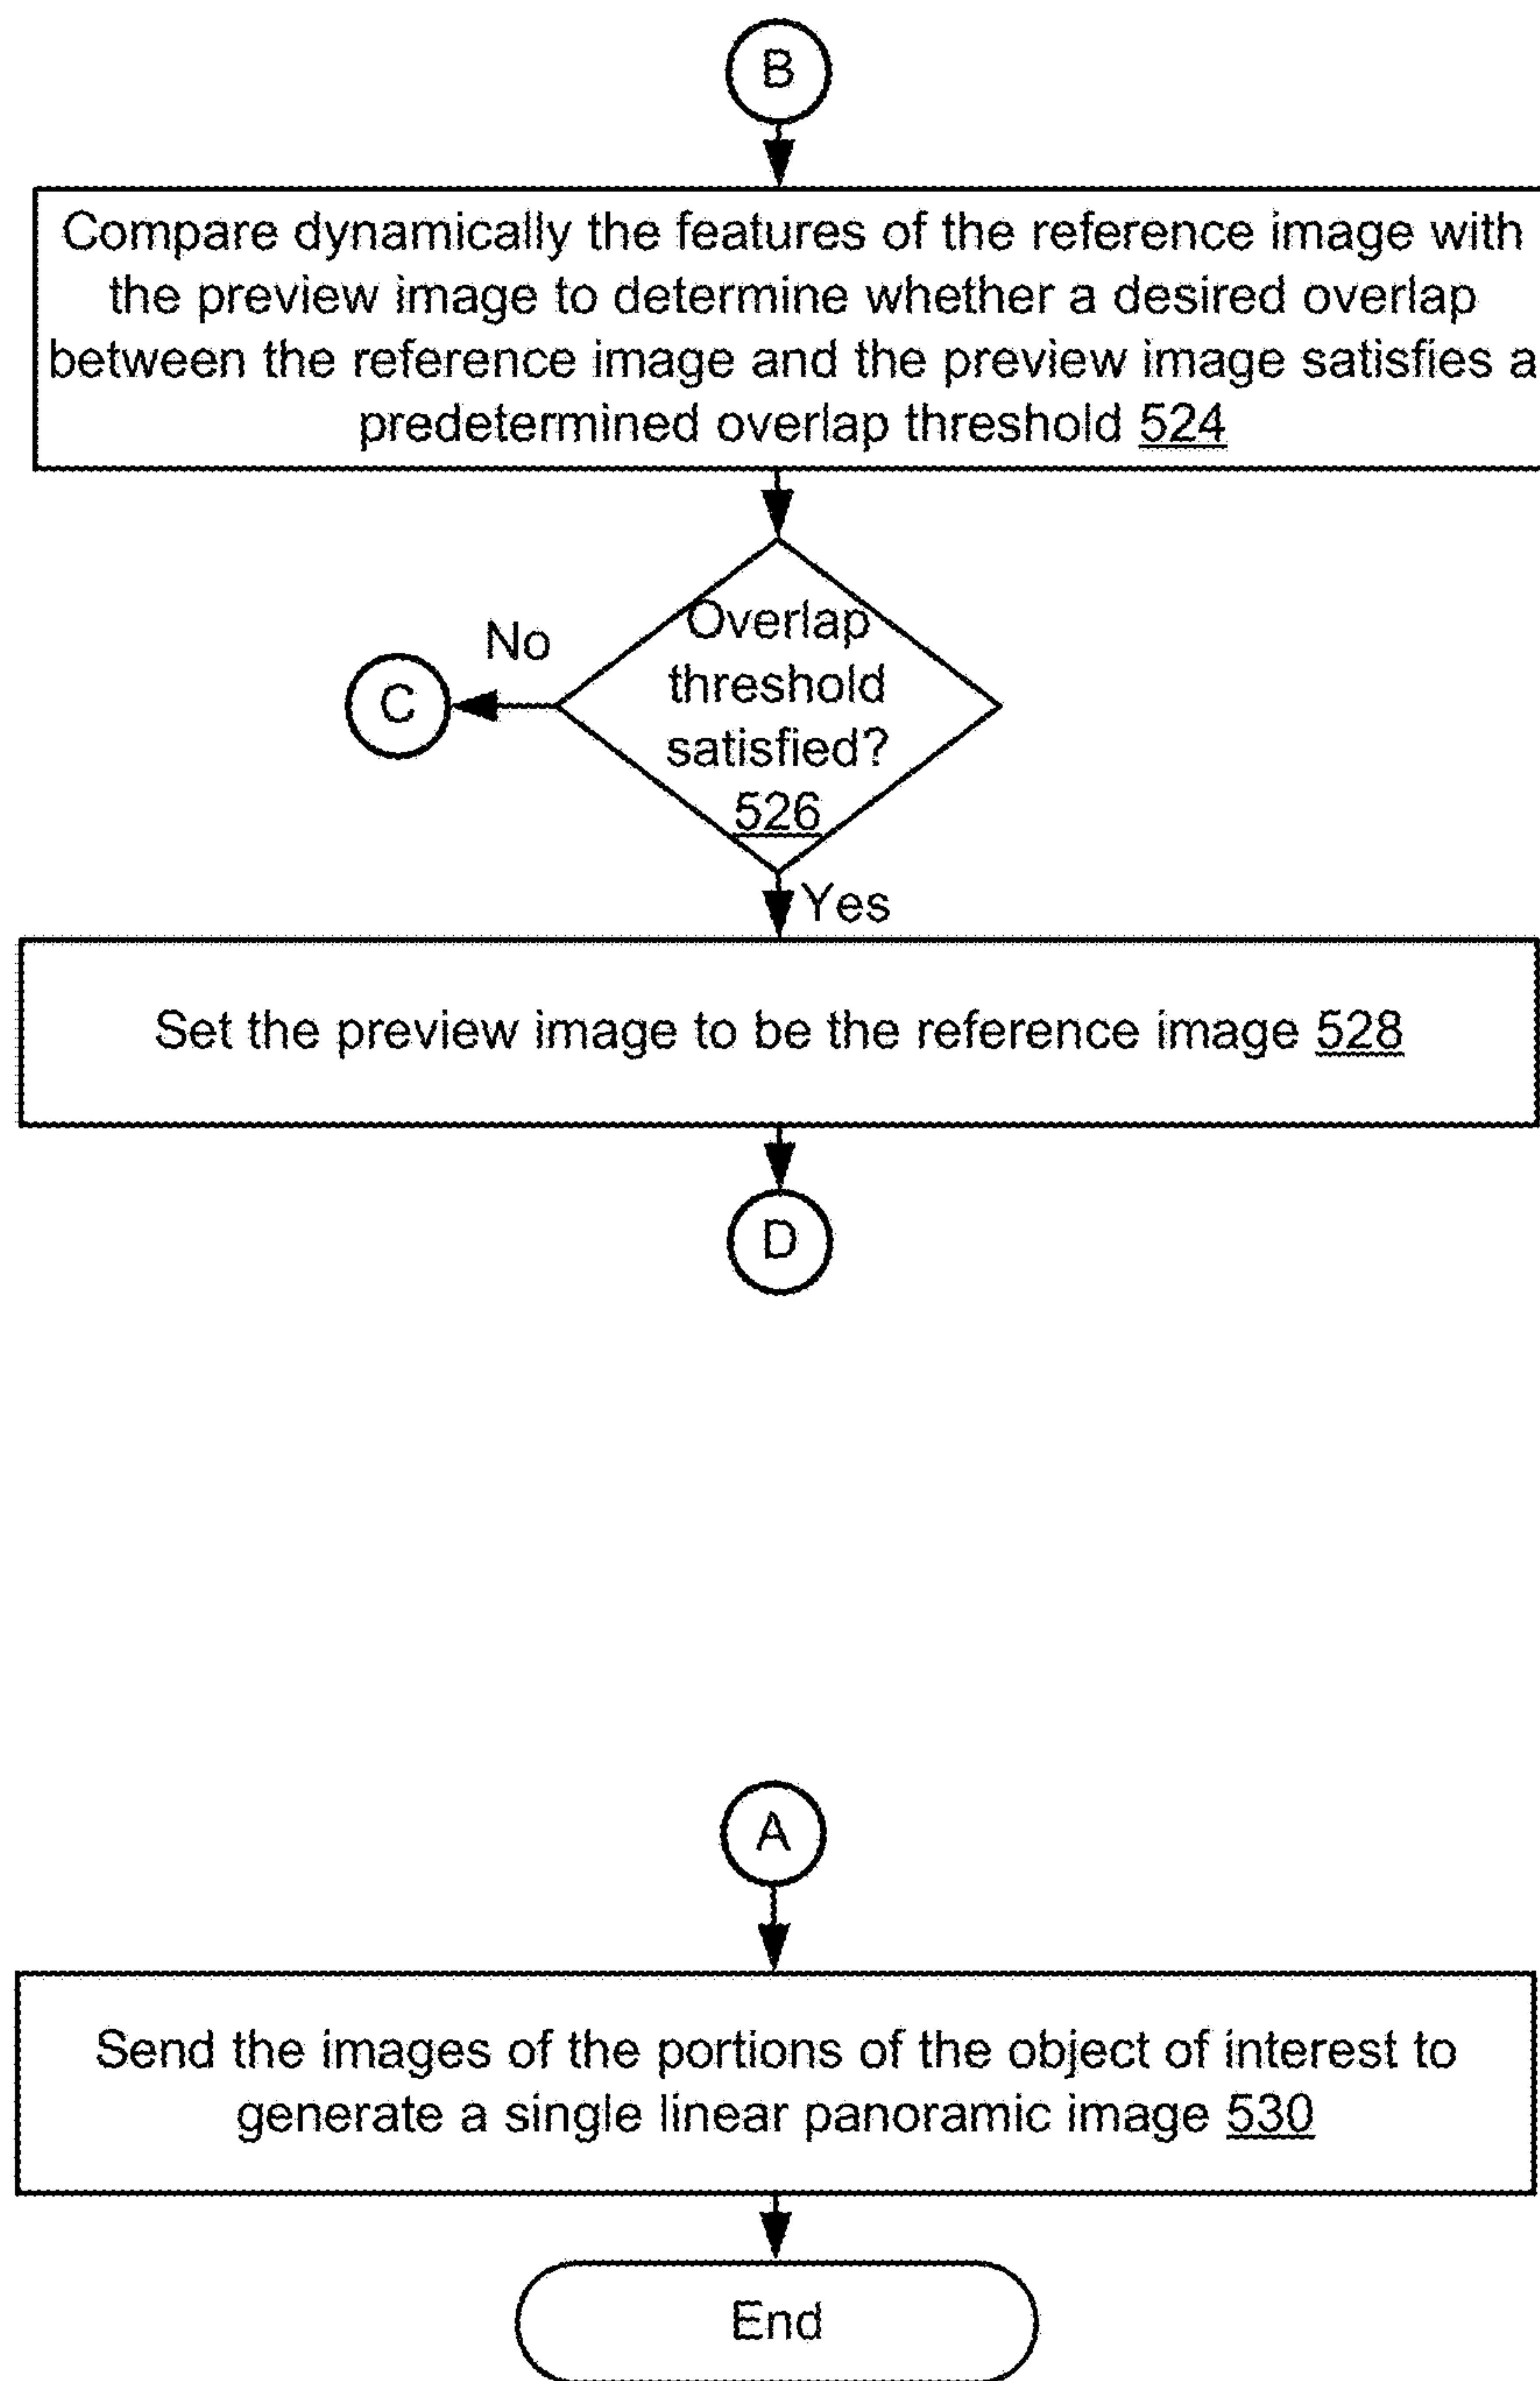 B
Compare dynamically the features of the reference image with
the preview image to determine whether a desired overlap
between the reference image and the preview image satisfies a
predetermined overlap threshold 524
Overlap
threshold
satisfied?
526
No
C
Yes
Set the preview image to be the reference image 528
D
A
Send the images of the portions of the object of interest to
generate a single linear panoramic image 530
End